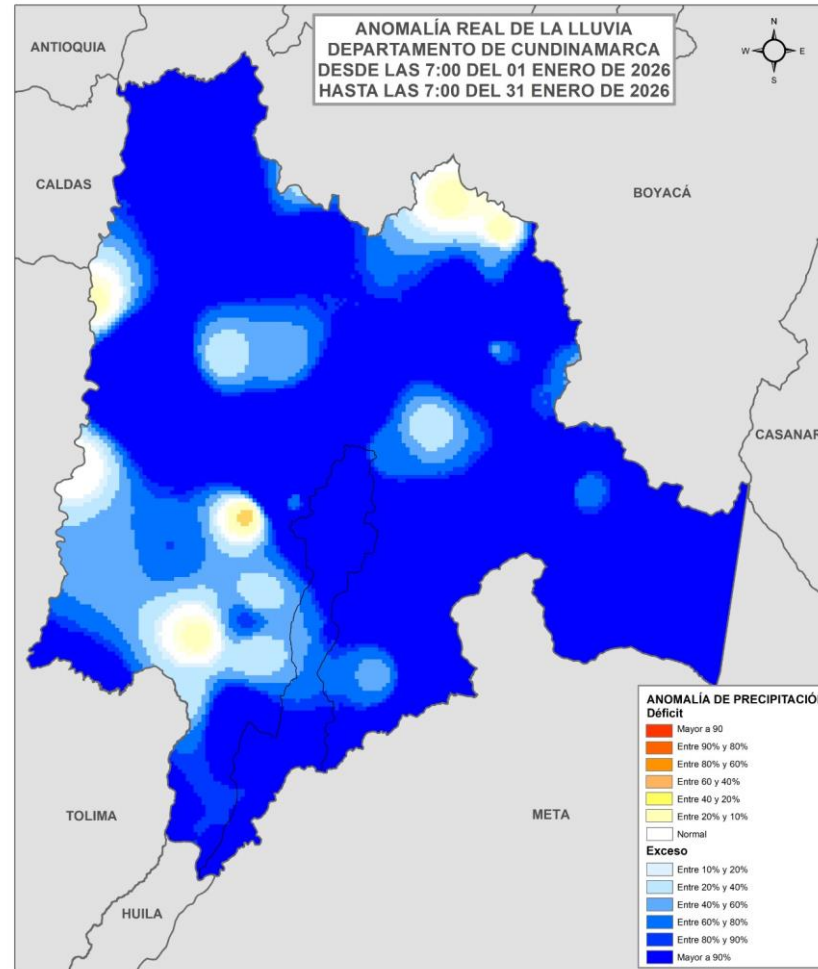 ANOMALÍA REAL DE LA LLUVIA
DEPARTAMENTO DE CUNDINAMARCA
DESDE LAS 7:00 DEL 01 ENERO DE 2026
HASTA LAS 7:00 DEL 31 ENERO DE 2026
N
W E
S
ANTIOQUIA
CALDAS
BOYACÁ
CASANAR
TOLIMA
META
HUILA
ANOMALÍA DE PRECIPITACIÓN
Déficit
Mayor a 90
Entre 90% y 80%
Entre 80% y 60%
Entre 60 y 40%
Entre 40 y 20%
Entre 20% y 10%
Normal
Exceso
Entre 10% y 20%
Entre 20% y 40%
Entre 40% y 60%
Entre 60% y 80%
Entre 80% y 90%
Mayor a 90%